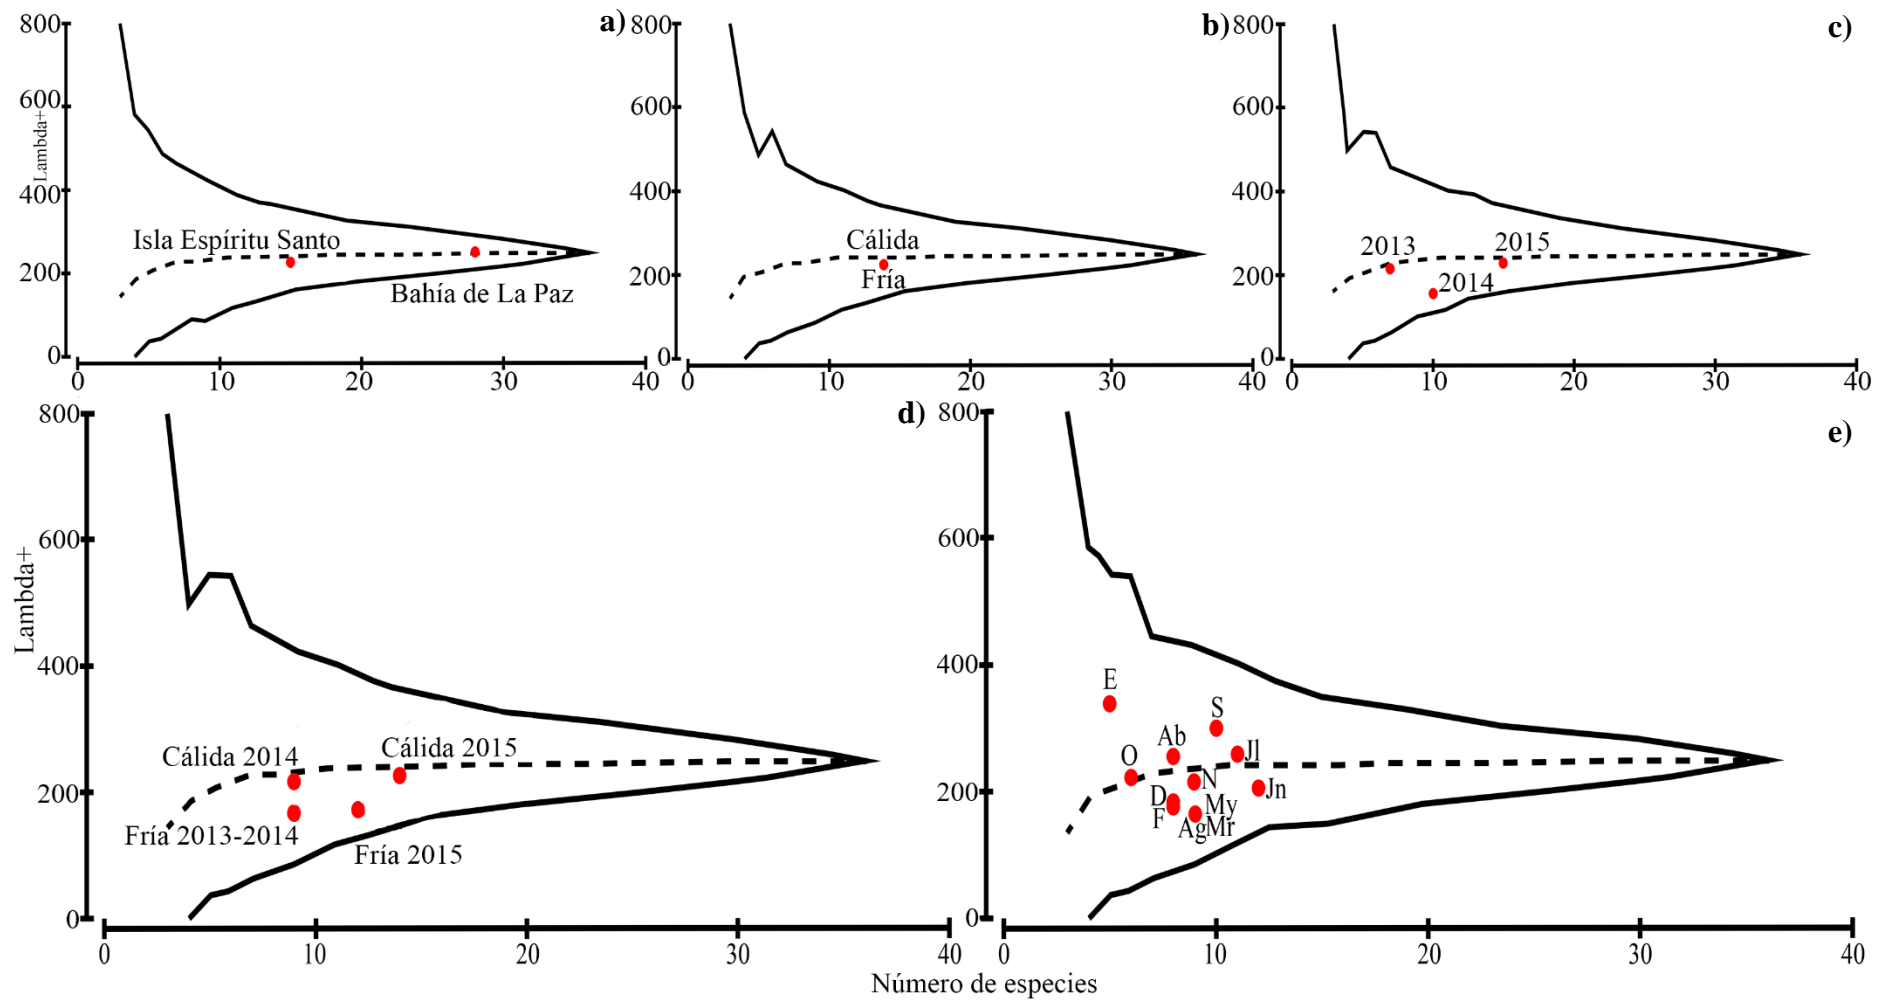 a)
800
600
400
200
0
Lambda+
Isla Espíritu Santo
Bahía de La Paz
0 10 20 30 40
b)
800
600
400
200
0
Cálida
Fría
0 10 20 30 40
c)
800
600
400
200
0
2013
2015
2014
0 10 20 30 40
d)
800
600
400
200
0
Lambda+
Cálida 2014
Cálida 2015
Fría 2013-2014
Fría 2015
0 10 20 30 40
e)
800
600
400
200
0
E
S
Ab
Jl
O
N
Jn
D
My
F
Ag
Mr
0 10 20 30 40
Número de especies